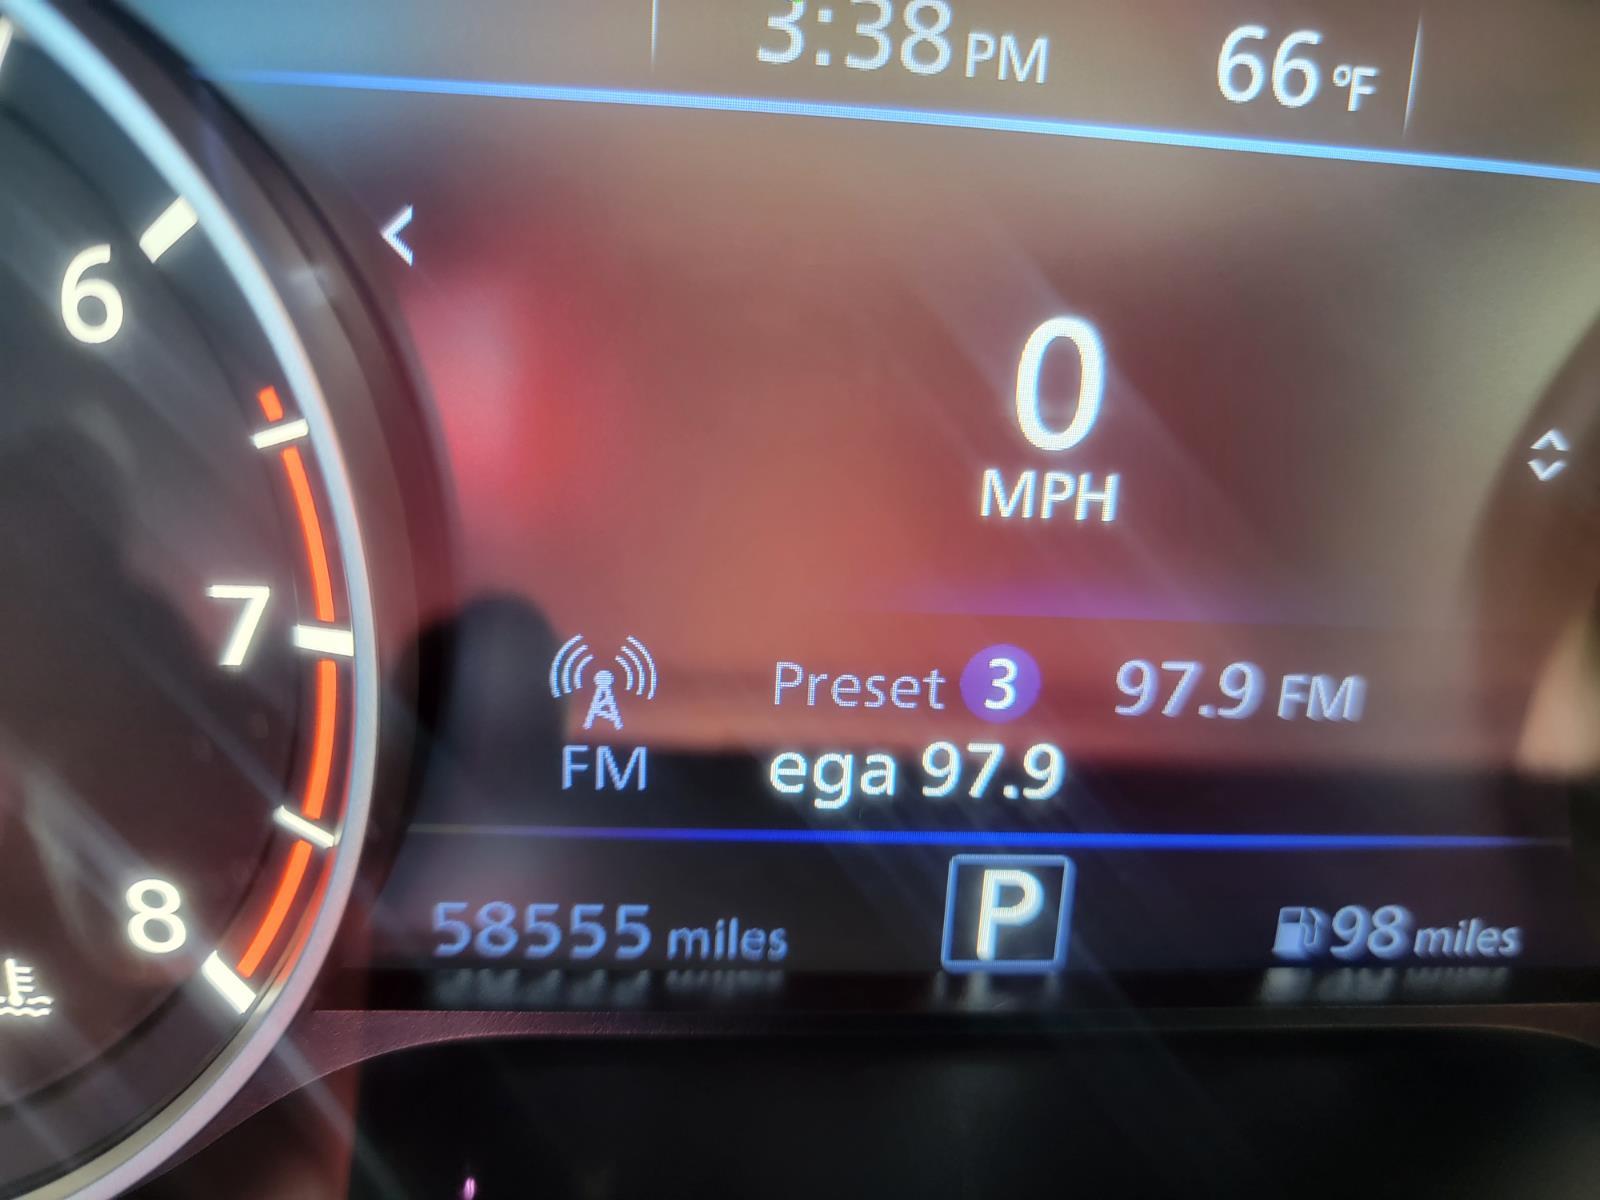 3:38 PM 66 °F
6
0
MPH
7
Preset 3 97.9 FM
FM ega 97.9
8
58555 miles P 98 miles